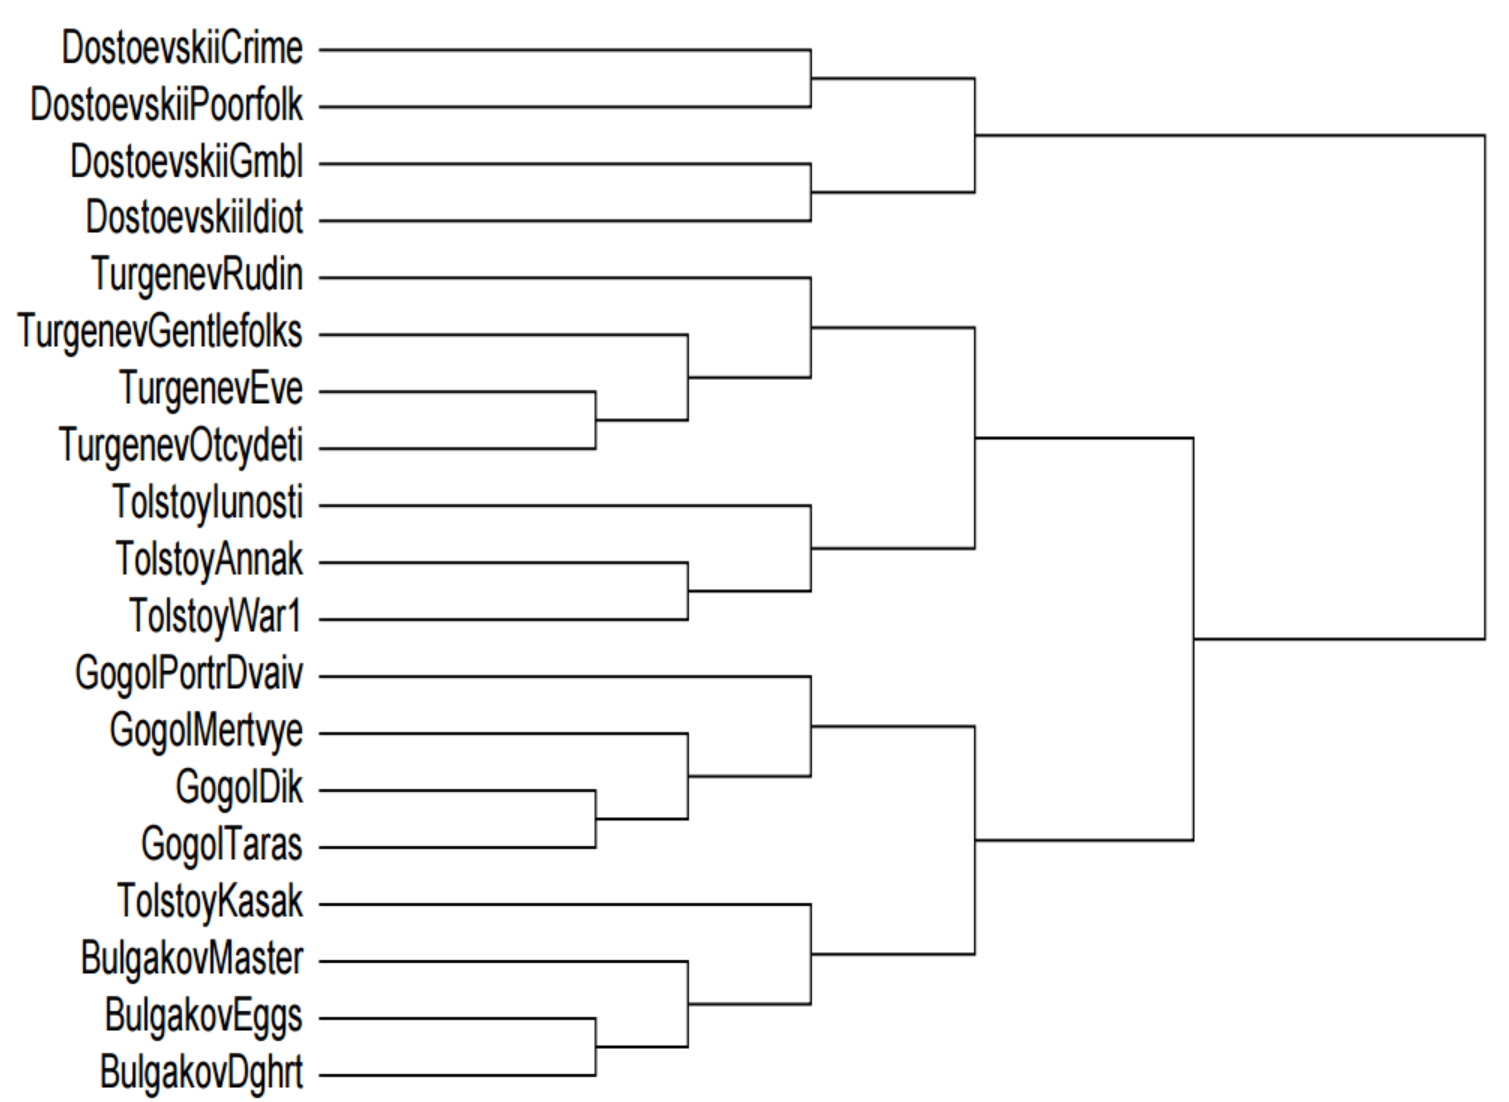 DostoevskiiCrime
DostoevskiiPoorfolk
DostoevskiiGmbl
DostoevskiiIdiot
TurgenevRudin
TurgenevGentlefolks
TurgenevEve
TurgenevOtcydeti
TolstoyIunosti
TolstoyAnnak
TolstoyWar1
GogolPortrDvaiv
GogolMertvye
GogolDik
GogolTaras
TolstoyKasak
BulgakovMaster
BulgakovEggs
BulgakovDghrt